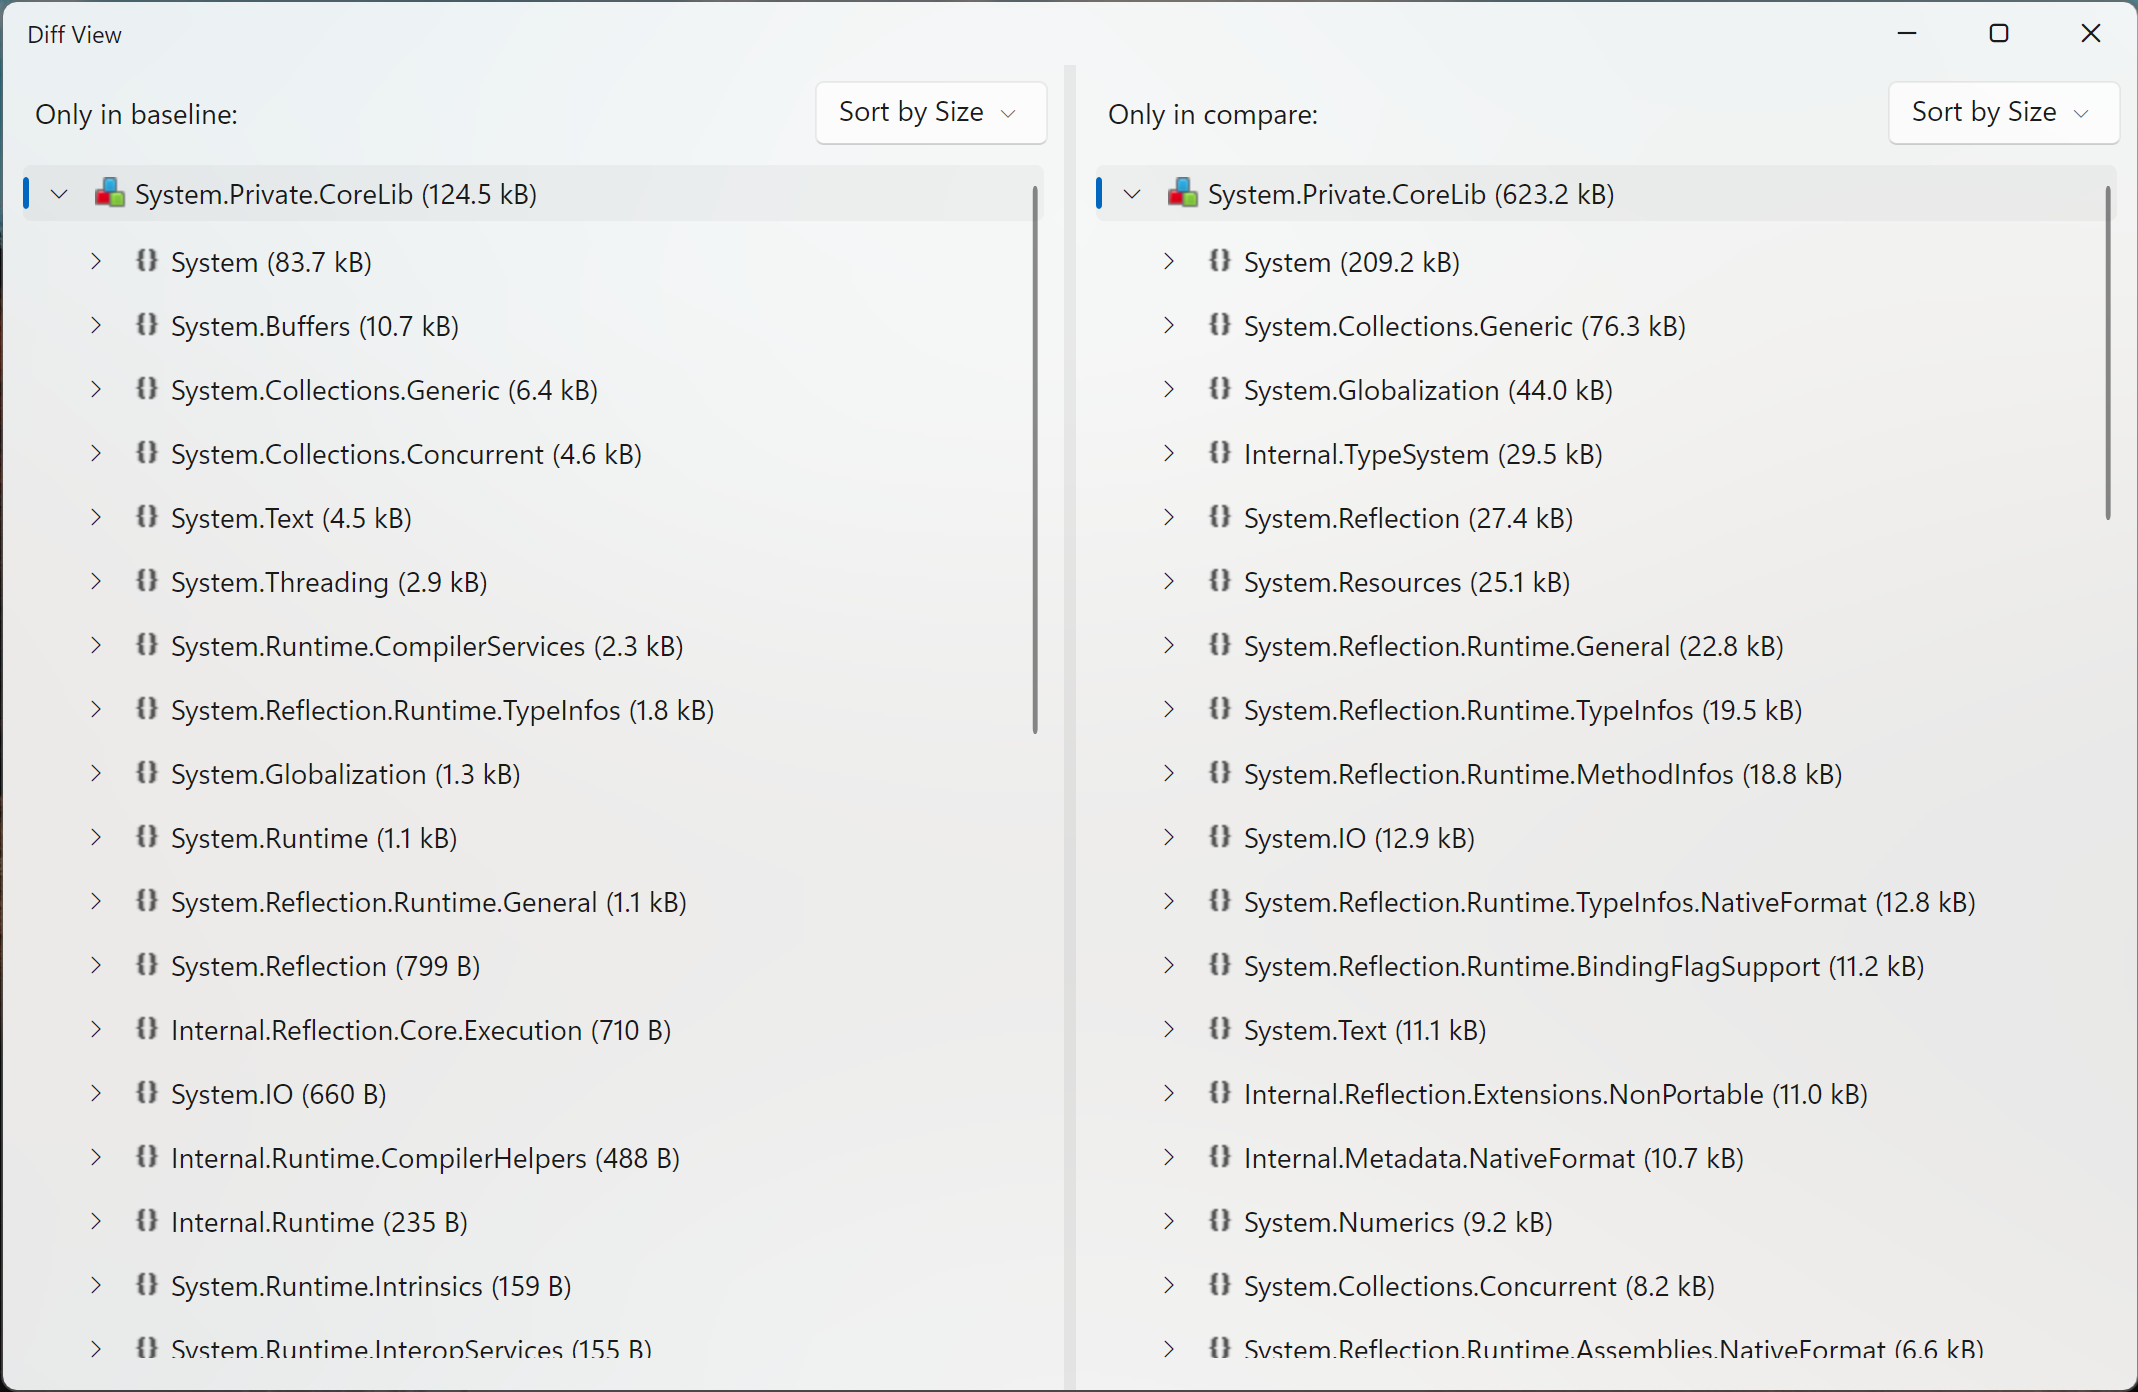 Diff View
Only in baseline:
Sort by Size
System.Private.CoreLib (124.5 kB)
System (83.7 kB)
System.Buffers (10.7 kB)
System.Collections.Generic (6.4 kB)
System.Collections.Concurrent (4.6 kB)
System.Text (4.5 kB)
System.Threading (2.9 kB)
System.Runtime.CompilerServices (2.3 kB)
System.Reflection.Runtime.TypeInfos (1.8 kB)
System.Globalization (1.3 kB)
System.Runtime (1.1 kB)
System.Reflection.Runtime.General (1.1 kB)
System.Reflection (799 B)
Internal.Reflection.Core.Execution (710 B)
System.IO (660 B)
Internal.Runtime.CompilerHelpers (488 B)
Internal.Runtime (235 B)
System.Runtime.Intrinsics (159 B)
System.Runtime.InteropServices (155 B)
Only in compare:
Sort by Size
System.Private.CoreLib (623.2 kB)
System (209.2 kB)
System.Collections.Generic (76.3 kB)
System.Globalization (44.0 kB)
Internal.TypeSystem (29.5 kB)
System.Reflection (27.4 kB)
System.Resources (25.1 kB)
System.Reflection.Runtime.General (22.8 kB)
System.Reflection.Runtime.TypeInfos (19.5 kB)
System.Reflection.Runtime.MethodInfos (18.8 kB)
System.IO (12.9 kB)
System.Reflection.Runtime.TypeInfos.NativeFormat (12.8 kB)
System.Reflection.Runtime.BindingFlagSupport (11.2 kB)
System.Text (11.1 kB)
Internal.Reflection.Extensions.NonPortable (11.0 kB)
Internal.Metadata.NativeFormat (10.7 kB)
System.Numerics (9.2 kB)
System.Collections.Concurrent (8.2 kB)
System.Reflection.Runtime.Assemblies.NativeFormat (6.6 kB)